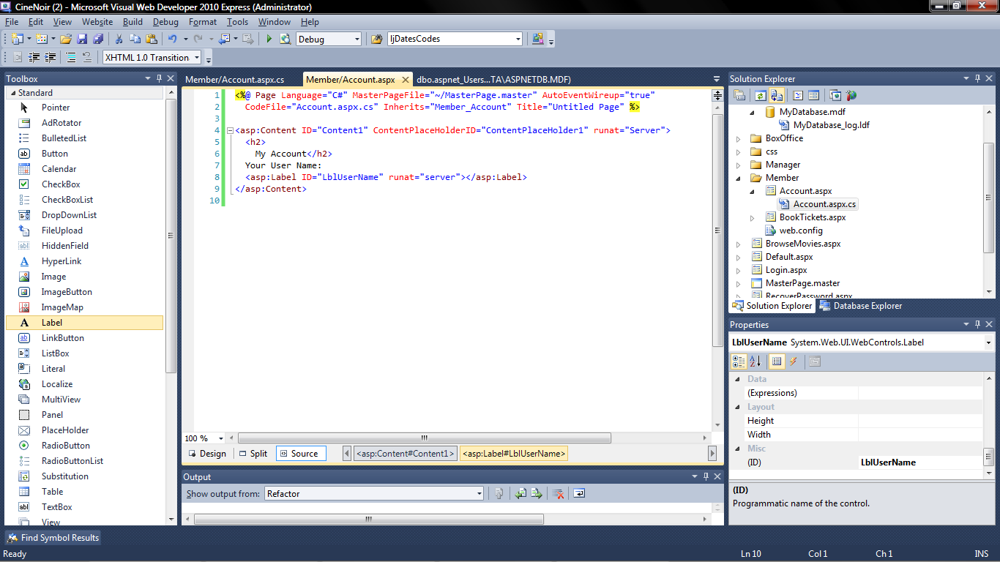 CineNoir (2) - Microsoft Visual Web Developer 2010 Express (Administrator)
File Edit View Website Build Debug Format Tools Window Help
Debug ljDatesCodes
XHTML 1.0 Transition
Toolbox
Standard
Pointer
AdRotator
BulletedList
Button
Calendar
CheckBox
CheckBoxList
DropDownList
FileUpload
HiddenField
HyperLink
Image
ImageButton
ImageMap
Label
LinkButton
ListBox
Literal
Localize
MultiView
Panel
PlaceHolder
RadioButton
RadioButtonList
Substitution
Table
TextBox
View
Member/Account.aspx.cs Member/Account.aspx dbo.aspnet_Users...TA\ASPNETDB.MDF)
1 <%@ Page Language="C#" MasterPageFile="~/MasterPage.master" AutoEventWireup="true"
2 CodeFile="Account.aspx.cs" Inherits="Member_Account" Title="Untitled Page" %>
3
4 <asp:Content ID="Content1" ContentPlaceHolderID="ContentPlaceHolder1" runat="Server">
5 <h2>
6 My Account</h2>
7 Your User Name:
8 <asp:Label ID="LblUserName" runat="server"></asp:Label>
9 </asp:Content>
10
100 %
Design Split Source <asp:Content#Content1> <asp:Label#LblUserName>
Output
Show output from: Refactor
Solution Explorer
MyDatabase.mdf
MyDatabase_log.ldf
BoxOffice
css
Manager
Member
Account.aspx
Account.aspx.cs
BookTickets.aspx
web.config
BrowseMovies.aspx
Default.aspx
Login.aspx
MasterPage.master
RecoverPassword.aspx
Solution Explorer Database Explorer
Properties
LblUserName System.Web.UI.WebControls.Label
Data
(Expressions)
Layout
Height
Width
Misc
(ID) LblUserName
(ID)
Programmatic name of the control.
Find Symbol Results
Ready Ln 10 Col 1 Ch 1 INS